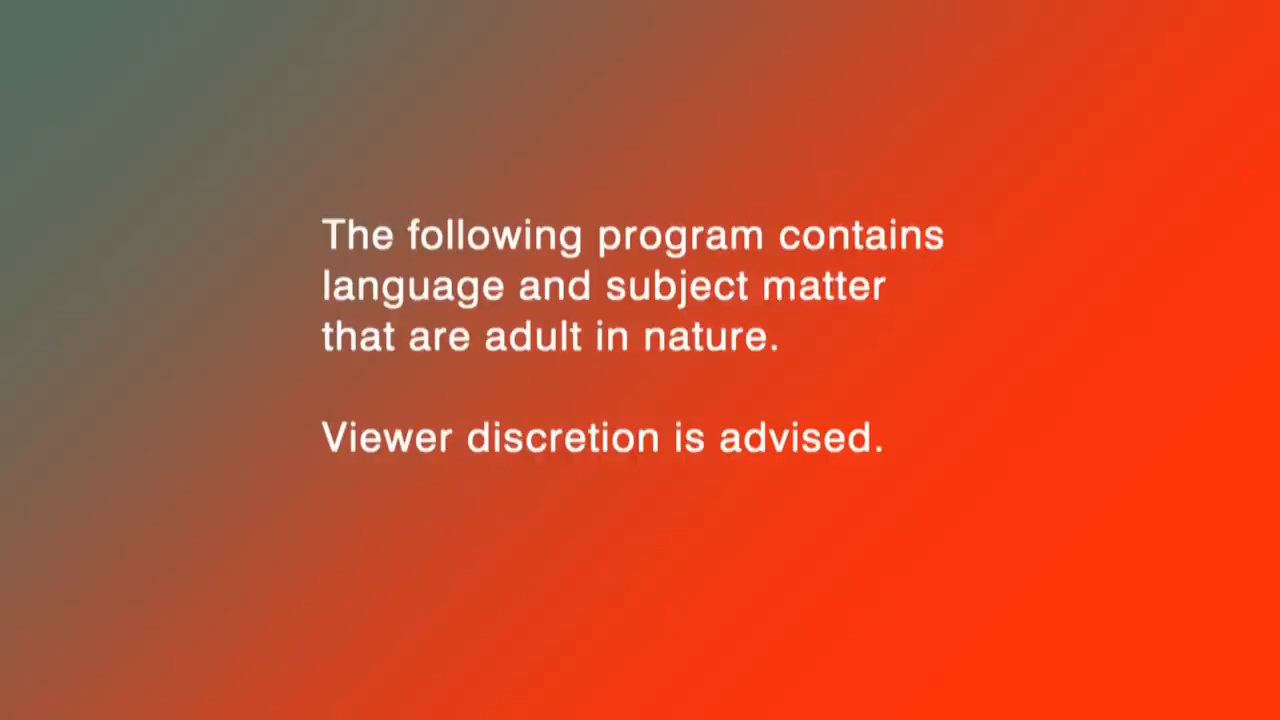 The following program contains
language and subject matter
that are adult in nature.
Viewer discretion is advised.